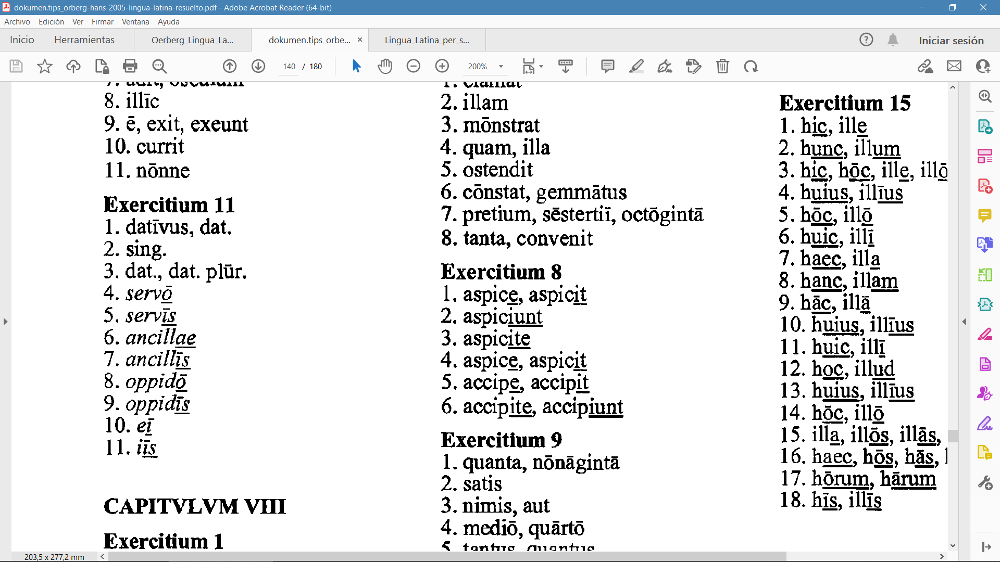 dokumen.tips_orberg-hans-2005-lingua-latina-resuelto.pdf - Adobe Acrobat Reader (64-bit)
Archivo Edición Ver Firmar Ventana Ayuda
Inicio Herramientas Oerberg_Lingua_La... dokumen.tips_orbe... × Lingua_Latina_per_s... Iniciar sesión
140 / 180 200%
7. adit, ōsculum
8. illīc
9. ē, exit, exeunt
10. currit
11. nōnne
Exercitium 11
1. datīvus, dat.
2. sing.
3. dat., dat. plūr.
4. servō
5. servīs
6. ancillae
7. ancillīs
8. oppidō
9. oppidīs
10. eī
11. iīs
CAPITVLVM VIII
Exercitium 1
1. clāmat
2. illam
3. mōnstrat
4. quam, illa
5. ostendit
6. cōnstat, gemmātus
7. pretium, sēstertiī, octōgintā
8. tanta, convenit
Exercitium 8
1. aspice, aspicit
2. aspiciunt
3. aspicite
4. aspice, aspicit
5. accipe, accipit
6. accipite, accipiunt
Exercitium 9
1. quanta, nōnāgintā
2. satis
3. nimis, aut
4. mediō, quārtō
5. tantus, quantus
Exercitium 15
1. hic, ille
2. hunc, illum
3. hic, hōc, ille, illō
4. huius, illīus
5. hōc, illō
6. huic, illī
7. haec, illa
8. hanc, illam
9. hāc, illā
10. huius, illīus
11. huic, illī
12. hoc, illud
13. huius, illīus
14. hōc, illō
15. illa, illōs, illās,
16. haec, hōs, hās,
17. hōrum, hārum
18. hīs, illīs
203,5 x 277,2 mm